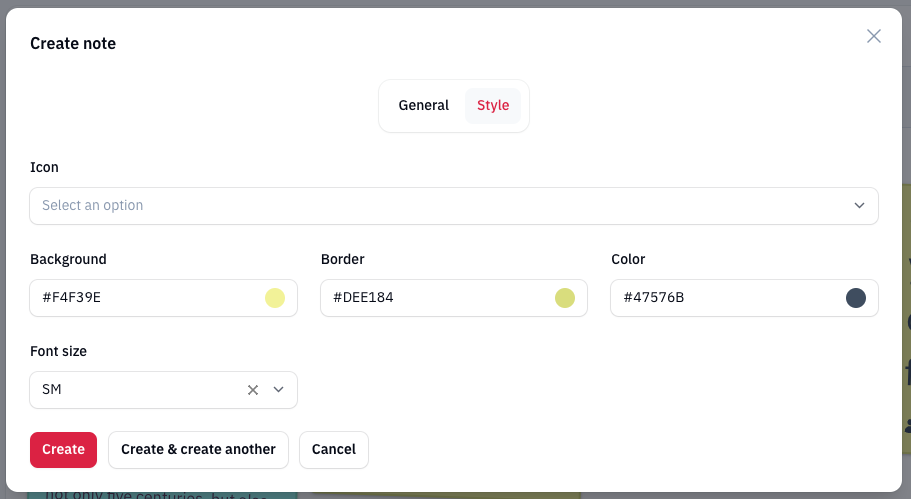 Create note
General Style
Icon
Select an option
Background Border Color
#F4F39E #DEE184 #47576B
Font size
SM
Create Create & create another Cancel
not only five centuries, but also